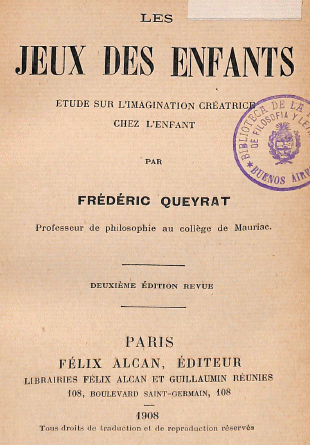 LES
JEUX DES ENFANTS
ETUDE SUR L'IMAGINATION CRÉATRICE
CHEZ L'ENFANT
PAR
FRÉDÉRIC QUEYRAT
Professeur de philosophie au collège de Mauriac.
DEUXIÈME ÉDITION REVUE
PARIS
FÉLIX ALCAN, ÉDITEUR
LIBRAIRIES FÉLIX ALCAN ET GUILLAUMIN RÉUNIES
108, BOULEVARD SAINT-GERMAIN, 108
1908
Tous droits de traduction et de reproduction réservés
BIBLIOTECA DE LA
DE FILOSOFIA Y
BUENOS AIRES